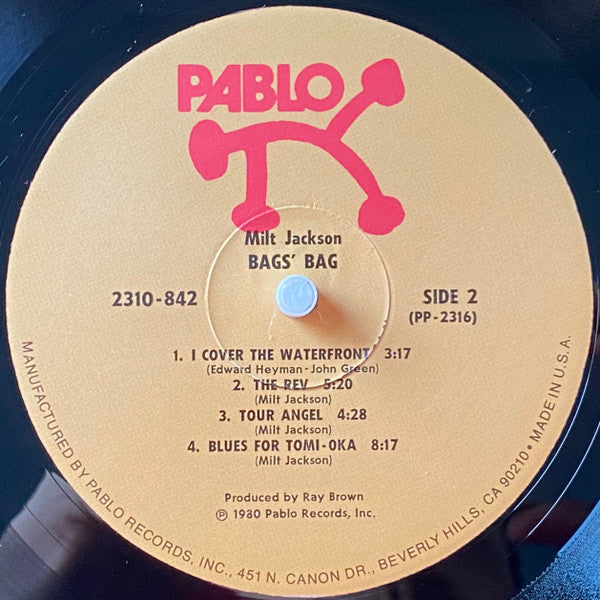 PABLO
Milt Jackson
BAGS' BAG
2310-842
SIDE 2
(PP-2316)
1. I COVER THE WATERFRONT 3:17
(Edward Heyman - John Green)
2. THE REV 5:20
(Milt Jackson)
3. TOUR ANGEL 4:28
(Milt Jackson)
4. BLUES FOR TOMI-OKA 8:17
(Milt Jackson)
Produced by Ray Brown
℗ 1980 Pablo Records, Inc.
MANUFACTURED BY PABLO RECORDS, INC., 451 N. CANON DR., BEVERLY HILLS, CA 90210 • MADE IN U.S.A.